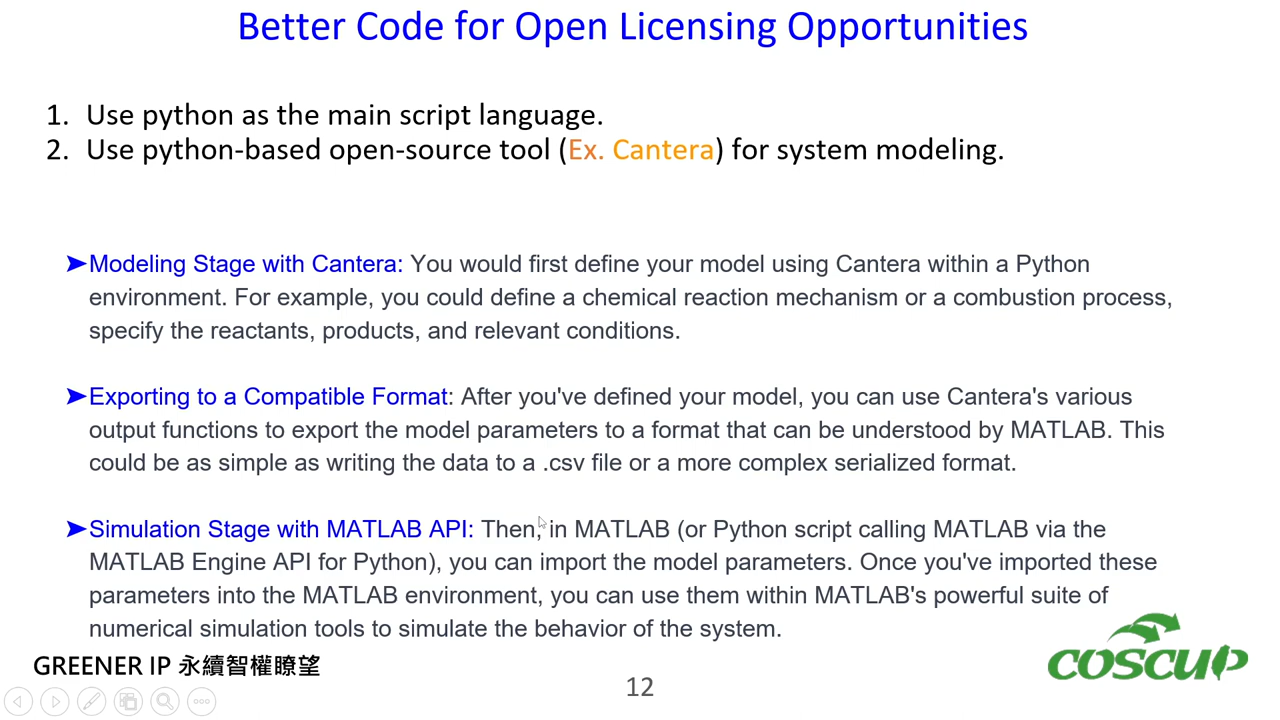 Better Code for Open Licensing Opportunities
1. Use python as the main script language.
2. Use python-based open-source tool (Ex. Cantera) for system modeling.
➤Modeling Stage with Cantera: You would first define your model using Cantera within a Python
environment. For example, you could define a chemical reaction mechanism or a combustion process,
specify the reactants, products, and relevant conditions.
➤Exporting to a Compatible Format: After you've defined your model, you can use Cantera's various
output functions to export the model parameters to a format that can be understood by MATLAB. This
could be as simple as writing the data to a .csv file or a more complex serialized format.
➤Simulation Stage with MATLAB API: Then, in MATLAB (or Python script calling MATLAB via the
MATLAB Engine API for Python), you can import the model parameters. Once you've imported these
parameters into the MATLAB environment, you can use them within MATLAB's powerful suite of
numerical simulation tools to simulate the behavior of the system.
GREENER IP 永續智權瞭望
12
COSCUP